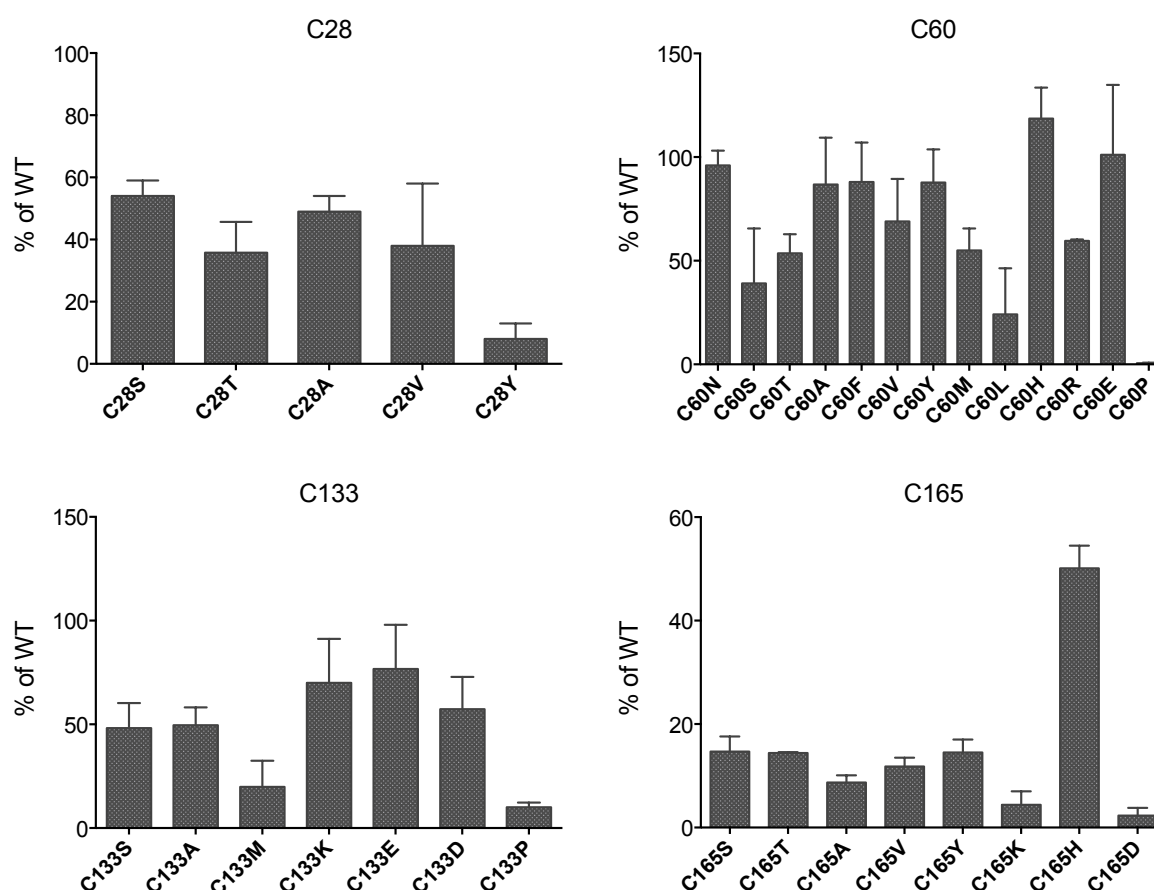 C28
% of WT
100
80
60
40
20
0
C28S
C28T
C28A
C28V
C28Y
C60
% of WT
150
100
50
0
C60N
C60S
C60T
C60A
C60F
C60V
C60Y
C60M
C60L
C60H
C60R
C60E
C60P
C133
% of WT
150
100
50
0
C133S
C133A
C133M
C133K
C133E
C133D
C133P
C165
% of WT
60
40
20
0
C165S
C165T
C165A
C165V
C165Y
C165K
C165H
C165D